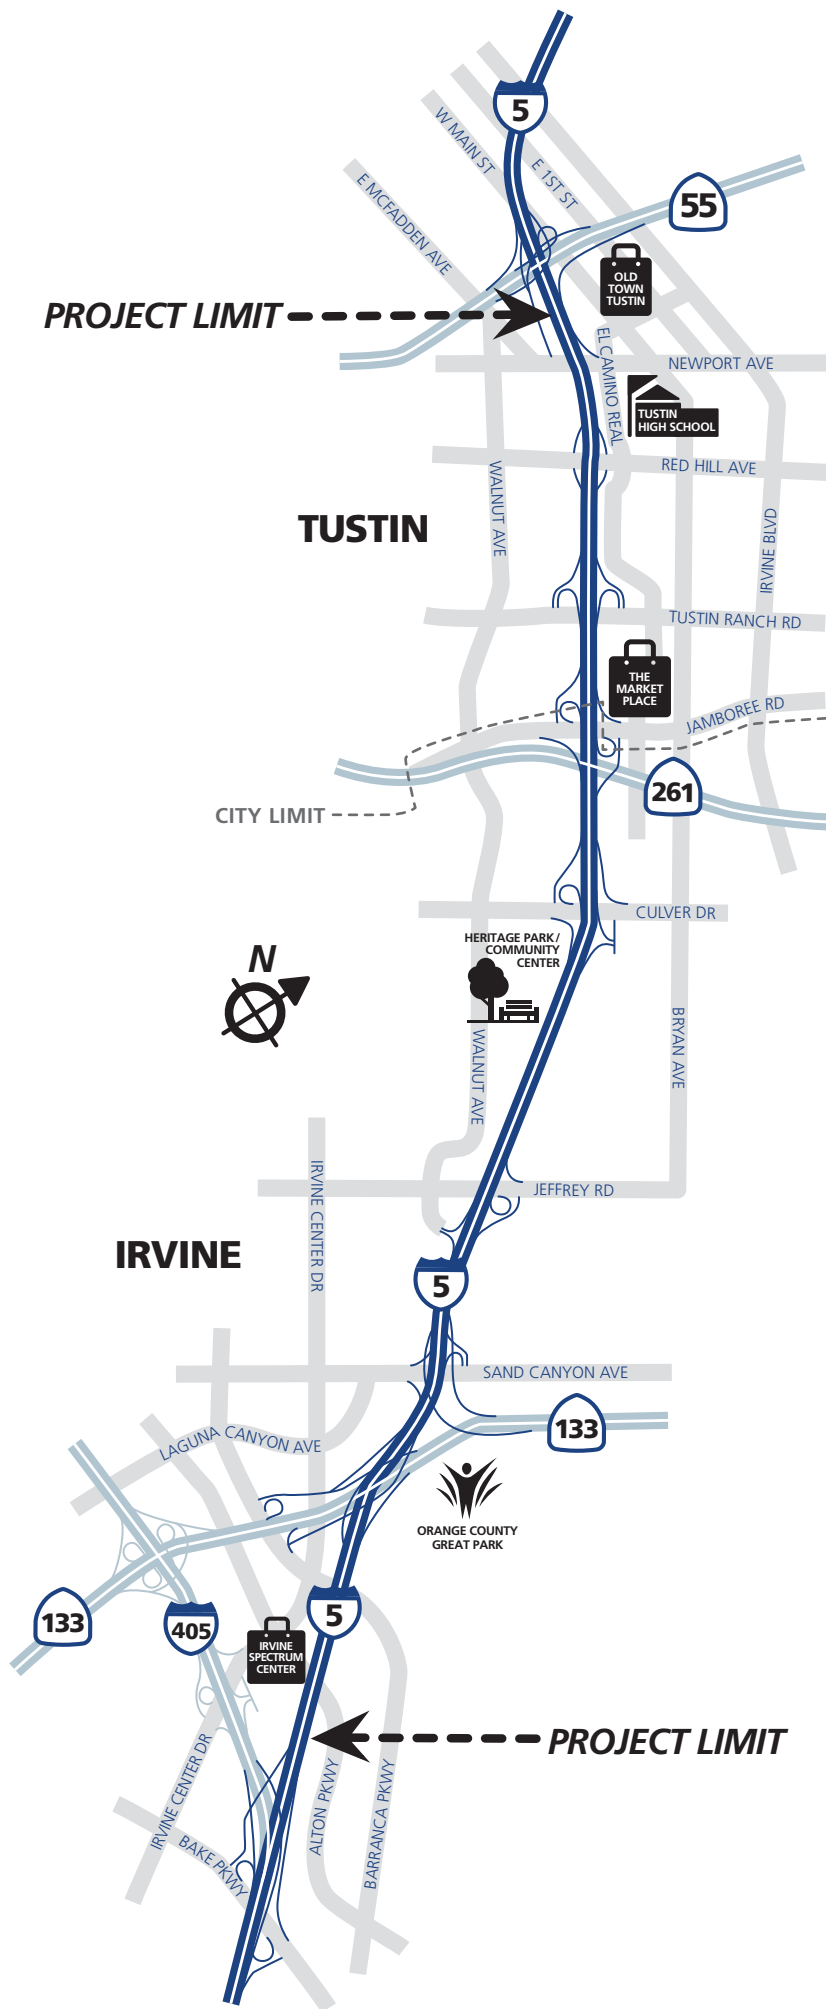 5
W MAIN ST
E 1ST ST
E MCFADDEN AVE
55
OLD
TOWN
TUSTIN
PROJECT LIMIT
EL CAMINO REAL
NEWPORT AVE
TUSTIN
HIGH SCHOOL
RED HILL AVE
WALNUT AVE
TUSTIN
IRVINE BLVD
TUSTIN RANCH RD
THE
MARKET
PLACE
JAMBOREE RD
261
CITY LIMIT
CULVER DR
HERITAGE PARK/
COMMUNITY
CENTER
N
WALNUT AVE
BRYAN AVE
IRVINE CENTER DR
JEFFREY RD
IRVINE
5
SAND CANYON AVE
133
LAGUNA CANYON AVE
ORANGE COUNTY
GREAT PARK
133
405
5
IRVINE
SPECTRUM
CENTER
PROJECT LIMIT
IRVINE CENTER DR
ALTON PKWY
BARRANCA PKWY
BAKE PKWY